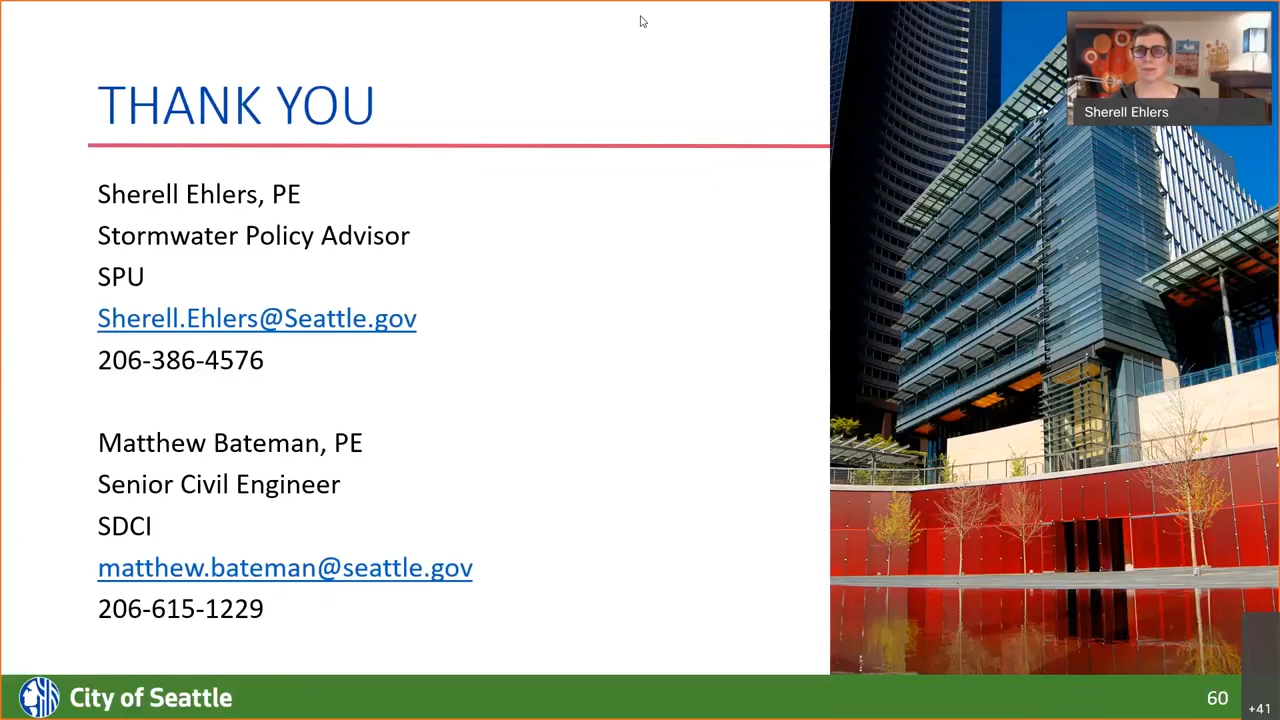 THANK YOU
Sherell Ehlers, PE
Stormwater Policy Advisor
SPU
Sherell.Ehlers@Seattle.gov
206-386-4576
Matthew Bateman, PE
Senior Civil Engineer
SDCI
matthew.bateman@seattle.gov
206-615-1229
Sherell Ehlers
City of Seattle
60
+41